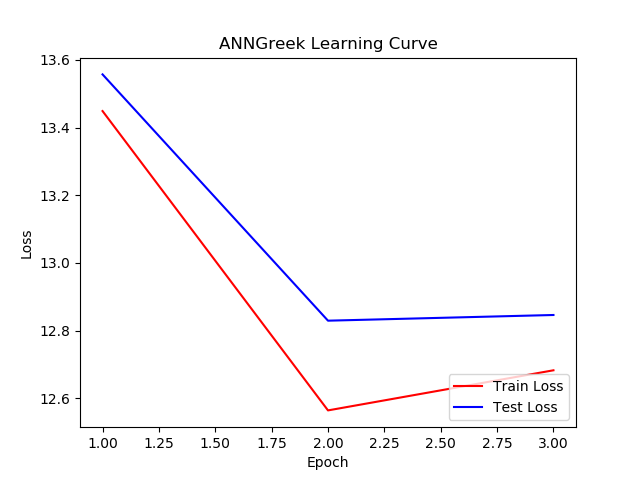 ANNGreek Learning Curve
Loss
13.6
13.4
13.2
13.0
12.8
12.6
Train Loss
Test Loss
1.00 1.25 1.50 1.75 2.00 2.25 2.50 2.75 3.00
Epoch